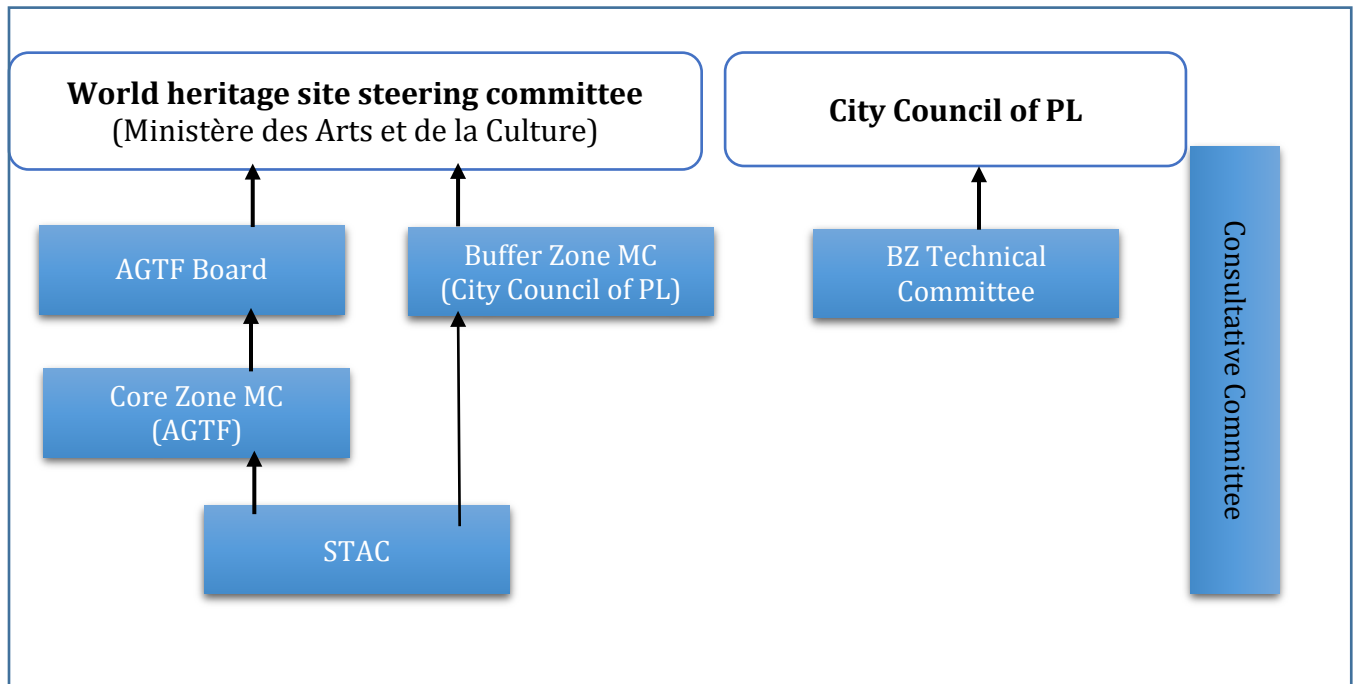 World heritage site steering committee
(Ministère des Arts et de la Culture)
City Council of PL
AGTF Board
Buffer Zone MC
(City Council of PL)
BZ Technical
Committee
Consultative Committee
Core Zone MC
(AGTF)
STAC